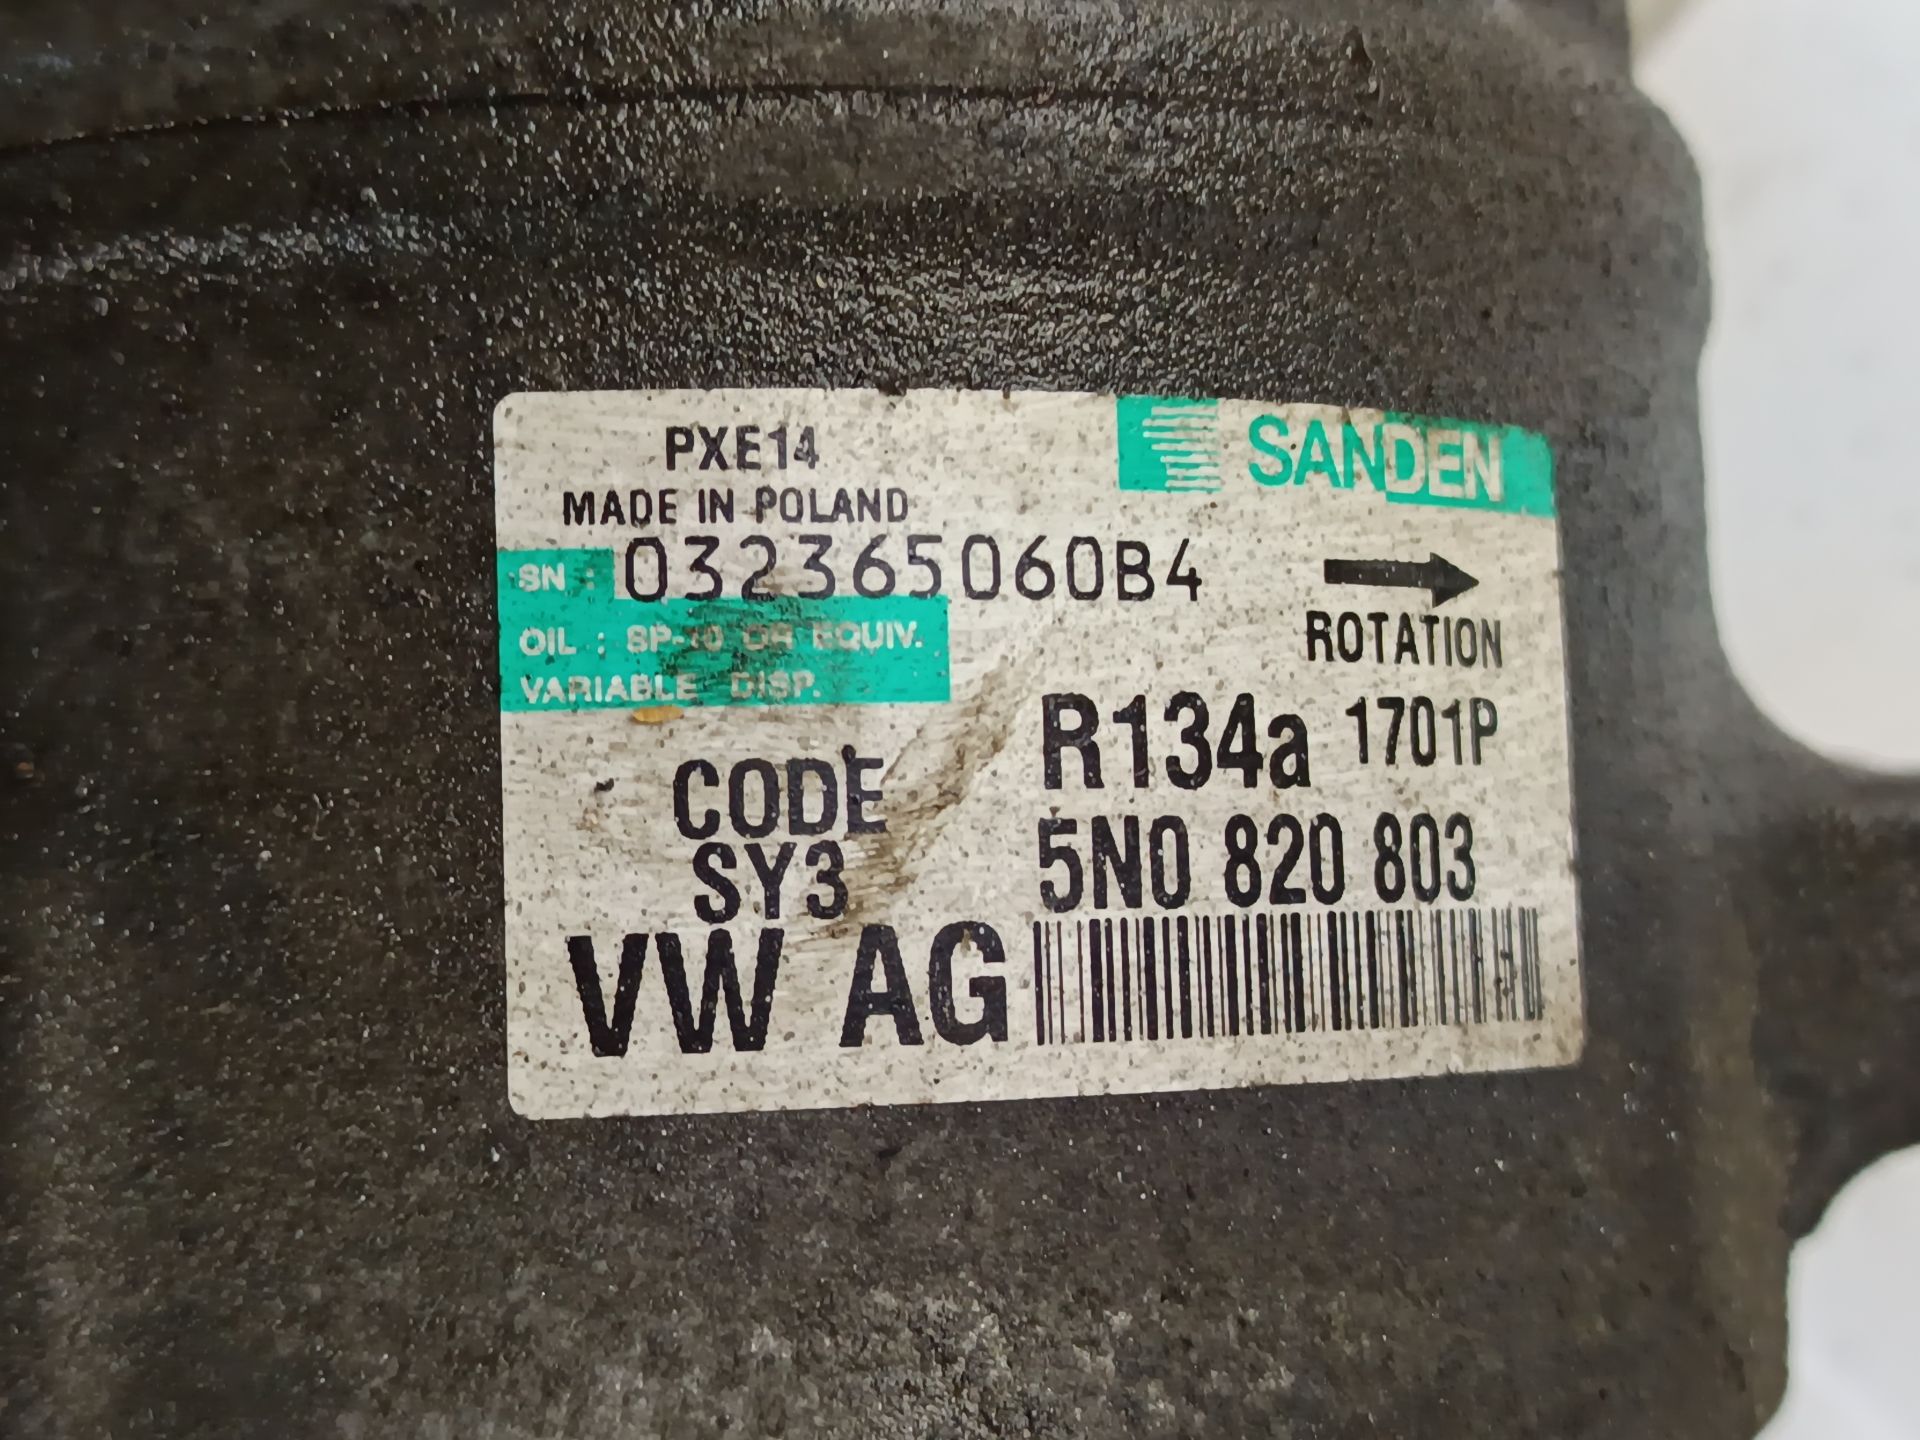 PXE14
SANDEN
MADE IN POLAND
SN : 032365060B4
OIL : SP-10 OR EQUIV.
VARIABLE DISP.
ROTATION
R134a 1701P
CODE
SY3
5N0 820 803
VW AG